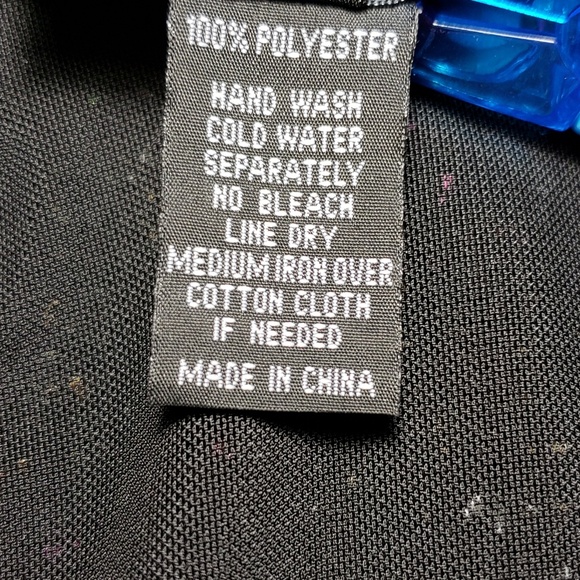 100% POLYESTER
HAND WASH
COLD WATER
SEPARATELY
NO BLEACH
LINE DRY
MEDIUM IRON OVER
COTTON CLOTH
IF NEEDED
MADE IN CHINA